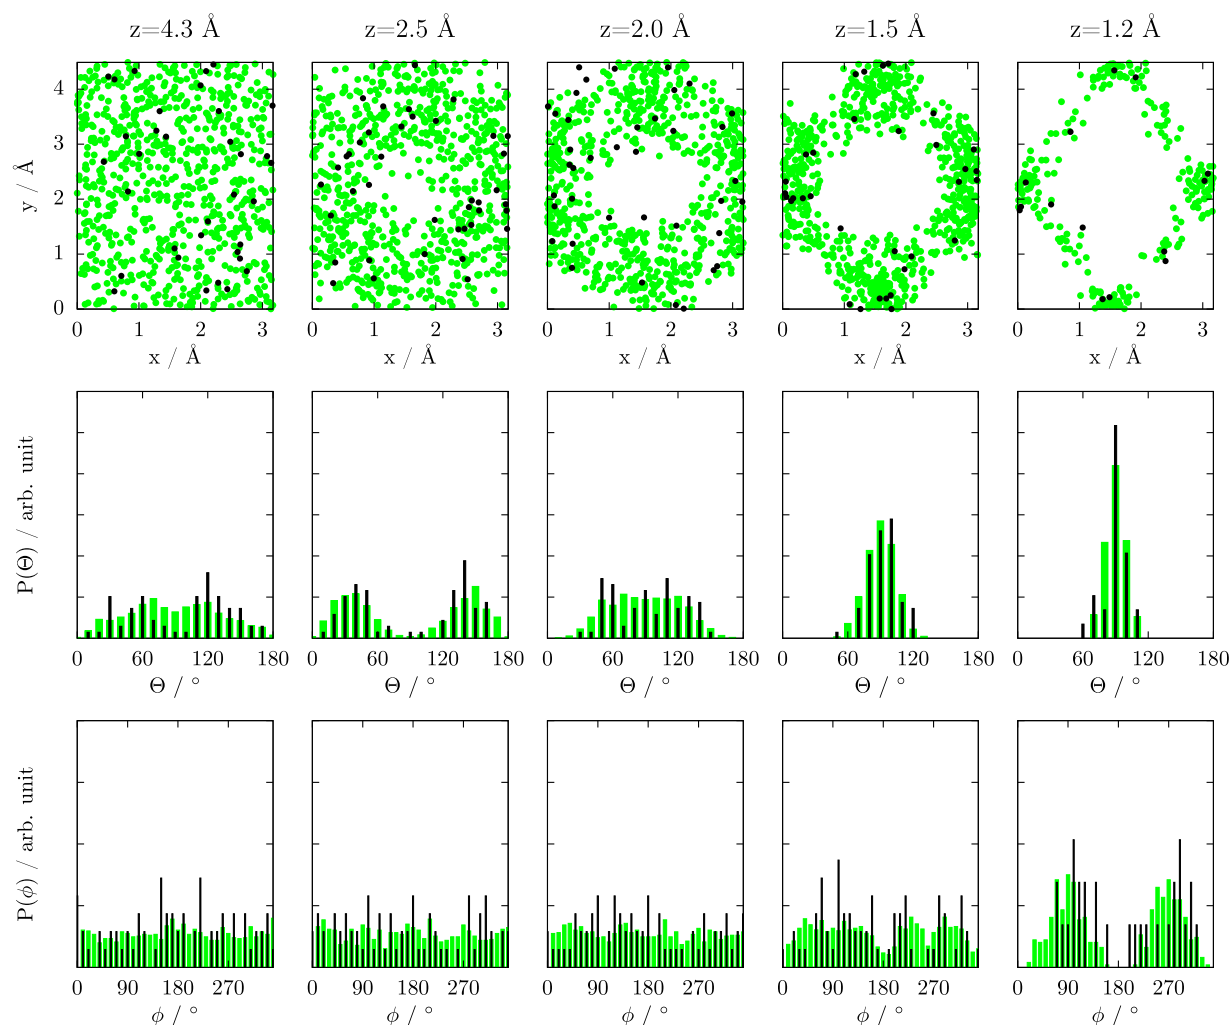 z=4.3 Å z=2.5 Å z=2.0 Å z=1.5 Å z=1.2 Å
4
3
2
1
0
y / Å
0 1 2 3 0 1 2 3 0 1 2 3 0 1 2 3 0 1 2 3
x / Å x / Å x / Å x / Å x / Å
P(Θ) / arb. unit
0 60 120 180 0 60 120 180 0 60 120 180 0 60 120 180 0 60 120 180
Θ / ° Θ / ° Θ / ° Θ / ° Θ / °
P(ϕ) / arb. unit
0 90 180 270 0 90 180 270 0 90 180 270 0 90 180 270 0 90 180 270
ϕ / ° ϕ / ° ϕ / ° ϕ / ° ϕ / °